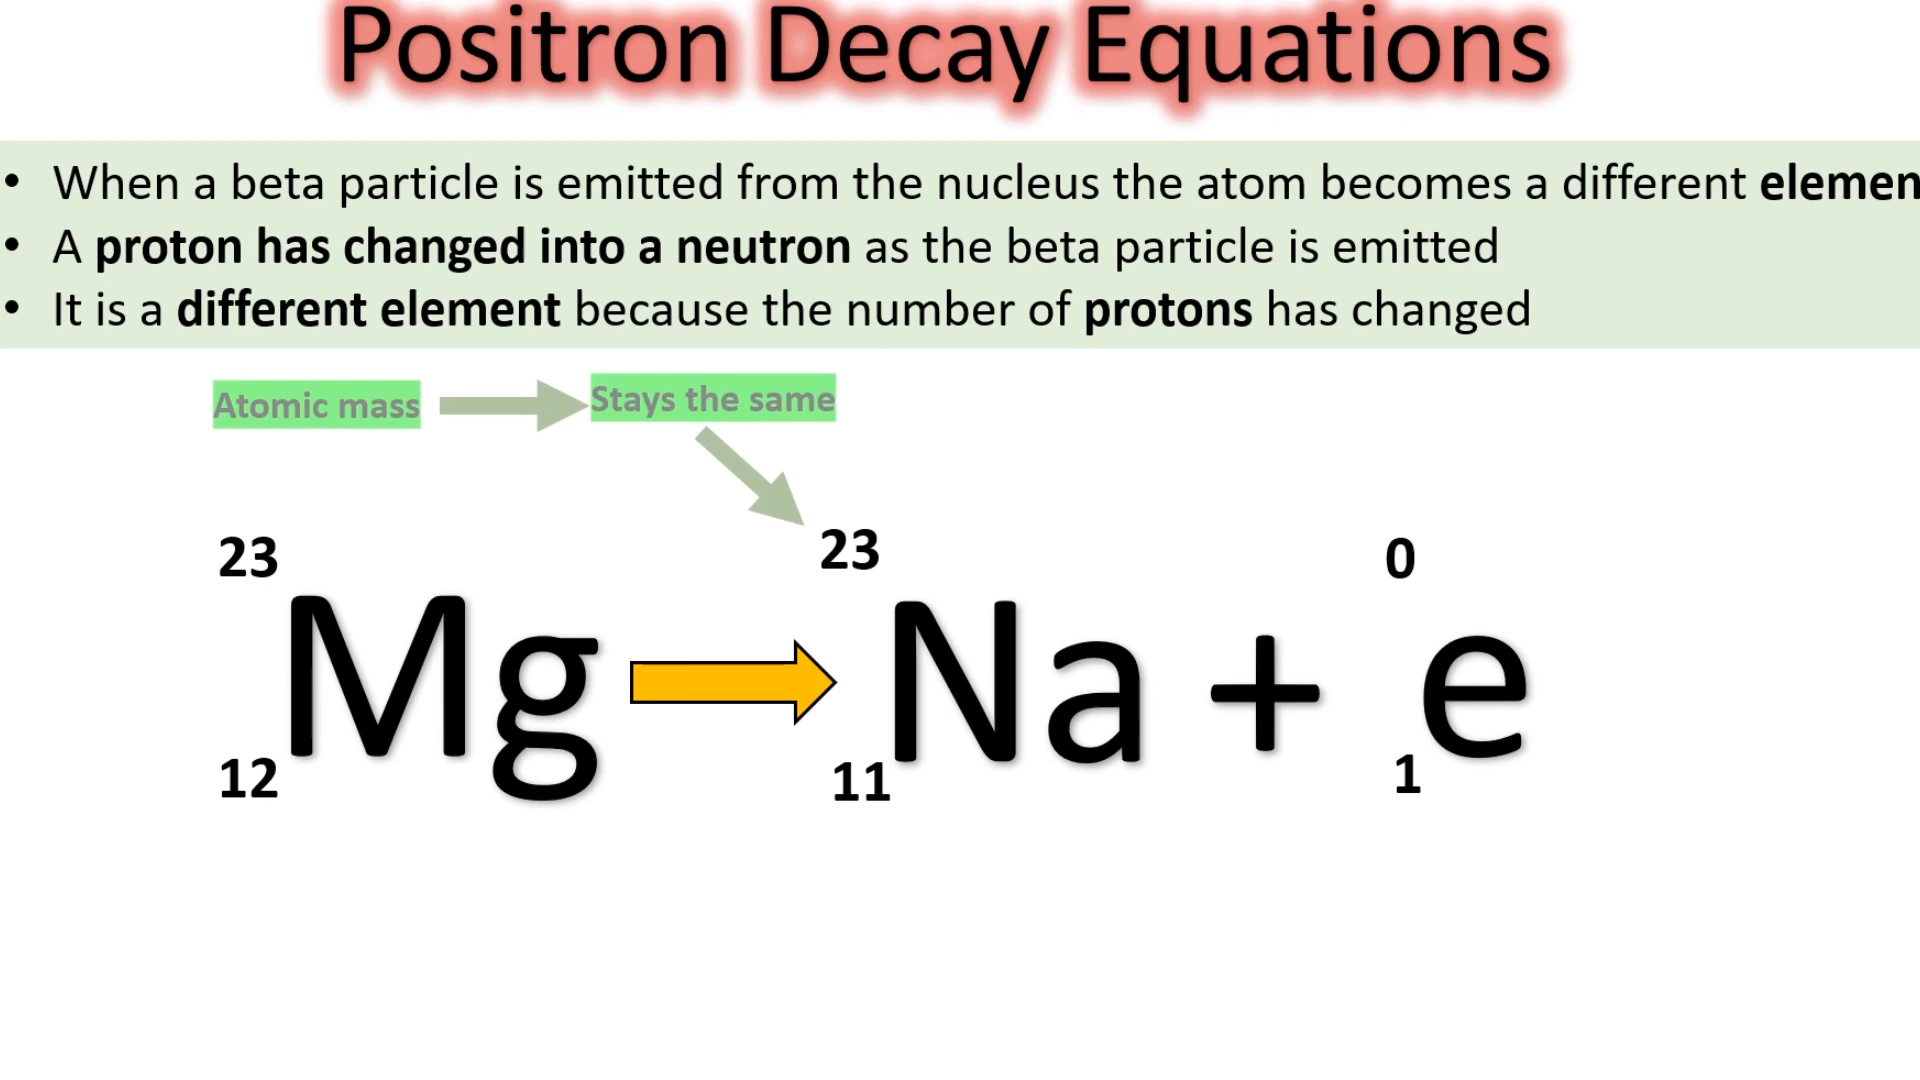 Positron Decay Equations
• When a beta particle is emitted from the nucleus the atom becomes a different elemen
• A proton has changed into a neutron as the beta particle is emitted
• It is a different element because the number of protons has changed
Atomic mass Stays the same
23 23 0
Mg Na + e
12 11 1